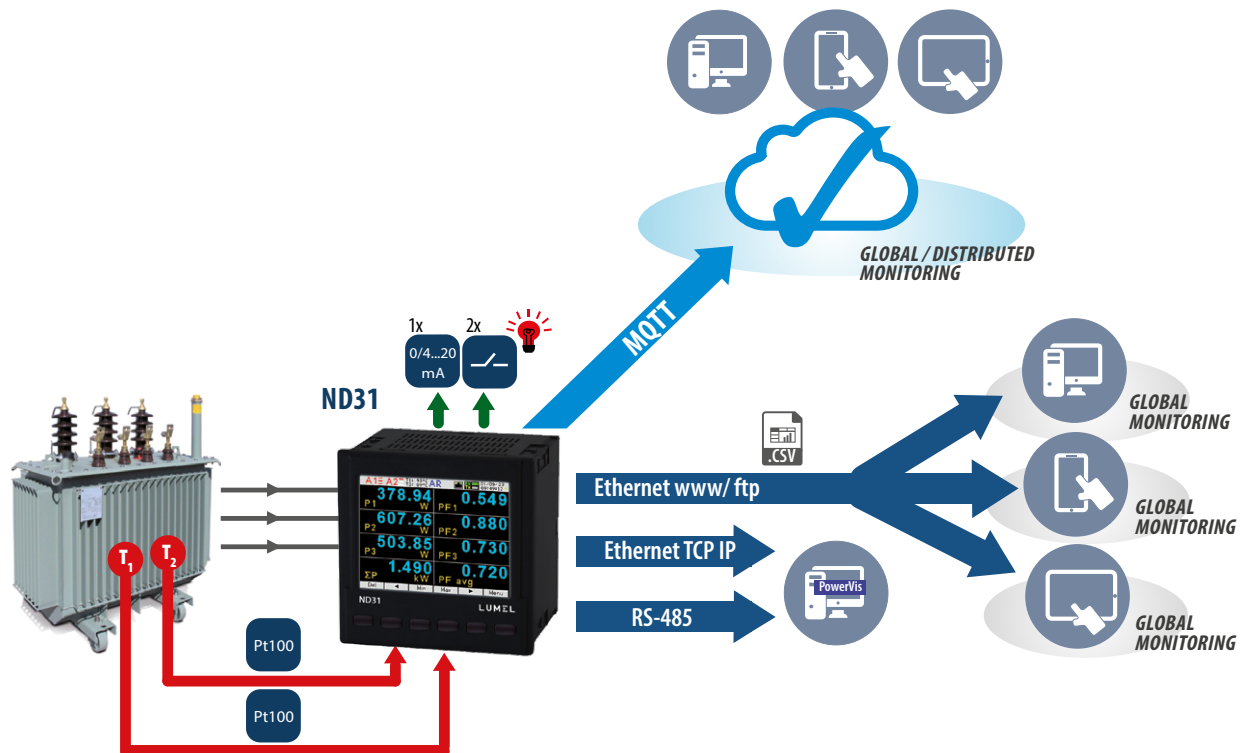 GLOBAL / DISTRIBUTED
MONITORING
MQTT
1x
2x
0/4...20
mA
ND31
.CSV
GLOBAL
MONITORING
Ethernet www/ ftp
GLOBAL
MONITORING
Ethernet TCP IP
PowerVis
RS-485
GLOBAL
MONITORING
A1 A2 AR
378.94 0.549
P1 W PF1
607.26 0.880
P2 W PF2
503.85 0.730
P3 W PF3
1.490 0.720
ΣP kW PF avg
Del ◄ Min Max ► Menu
ND31 LUMEL
T1
T2
Pt100
Pt100